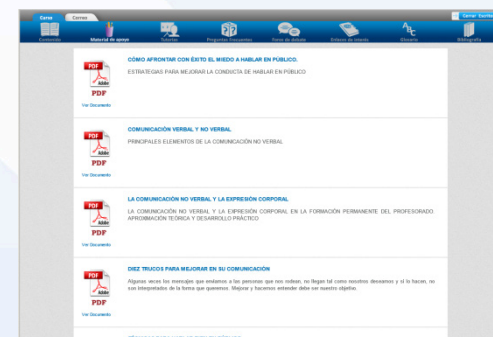 Curso Correo
Cerrar Escrito
Contenidos Material de apoyo Tutorías Preguntas frecuentes Foros de debate Enlaces de interés Glosario Bibliografía
CÓMO AFRONTAR CON ÉXITO EL MIEDO A HABLAR EN PÚBLICO.
ESTRATEGIAS PARA MEJORAR LA CONDUCTA DE HABLAR EN PÚBLICO
PDF
Adobe
PDF
Ver Documento
COMUNICACIÓN VERBAL Y NO VERBAL
PRINCIPALES ELEMENTOS DE LA COMUNICACIÓN NO VERBAL
PDF
Adobe
PDF
Ver Documento
LA COMUNICACIÓN NO VERBAL Y LA EXPRESIÓN CORPORAL
LA COMUNICACIÓN NO VERBAL Y LA EXPRESIÓN CORPORAL EN LA FORMACIÓN PERMANENTE DEL PROFESORADO.
APROXIMACIÓN TEÓRICA Y DESARROLLO PRÁCTICO
PDF
Adobe
PDF
Ver Documento
DIEZ TRUCOS PARA MEJORAR EN SU COMUNICACIÓN
Algunas veces los mensajes que enviamos a las personas que nos rodean, no llegan tal como nosotros deseamos y si lo hacen, no
son interpretados de la forma que queremos. Mejorar y hacernos entender debe ser nuestro objetivo.
PDF
Adobe
PDF
Ver Documento